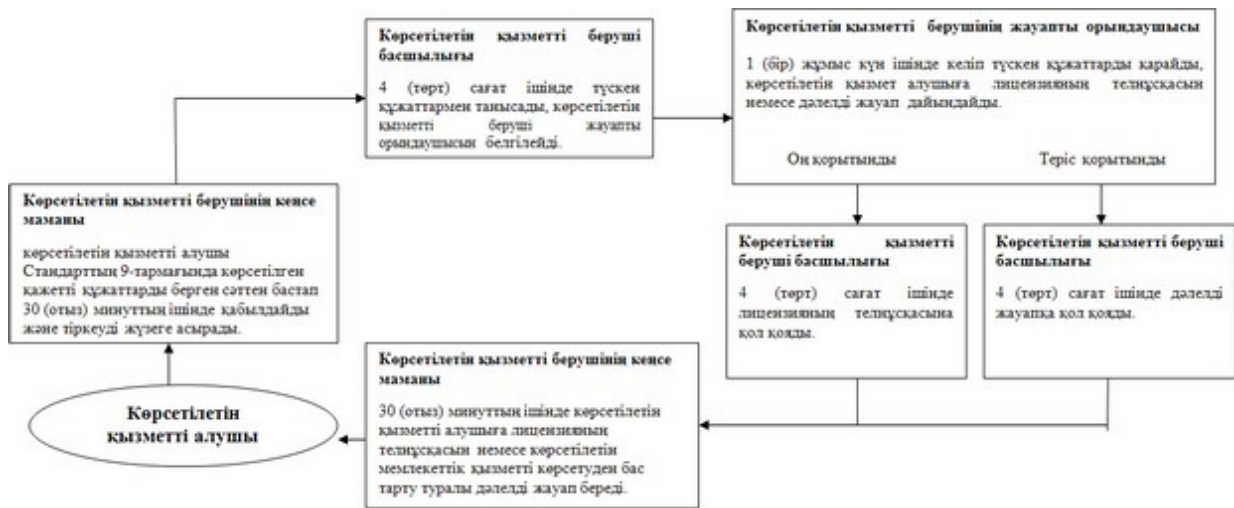 Көрсетілетін қызметті беруші
басшылығы
4 (төрт) сағат ішінде түскен
құжаттармен танысады, көрсетілетін
қызметті беруші жауапты
орындаушысын белгілейді.
Көрсетілетін қызметті берушінің жауапты орындаушысы
1 (бір) жұмыс күн ішінде келіп түскен құжаттарды қарайды,
көрсетілетін қызмет алушыға лицензияның телнұсқасын
немесе дәлелді жауап дайындайды.
Оң қорытынды
Теріс қорытынды
Көрсетілетін қызметті берушінің кеңсе
маманы
көрсетілетін қызметті алушы
Стандарттың 9-тармағында көрсетілген
қажетті құжаттарды берген сәттен бастап
30 (отыз) минуттың ішінде қабылдайды
және тіркеуді жүзеге асырады.
Көрсетілетін қызметті
беруші басшылығы
4 (төрт) сағат ішінде
лицензияның телнұсқасына
қол қояды.
Көрсетілетін қызметті беруші
басшылығы
4 (төрт) сағат ішінде дәлелді
жауапқа қол қояды.
Көрсетілетін қызметті берушінің кеңсе
маманы
30 (отыз) минуттың ішінде көрсетілетін
қызметті алушыға лицензияның
телнұсқасын немесе көрсетілетін
мемлекеттік қызметті көрсетуден бас
тарту туралы дәлелді жауап береді.
Көрсетілетін
қызметті алушы